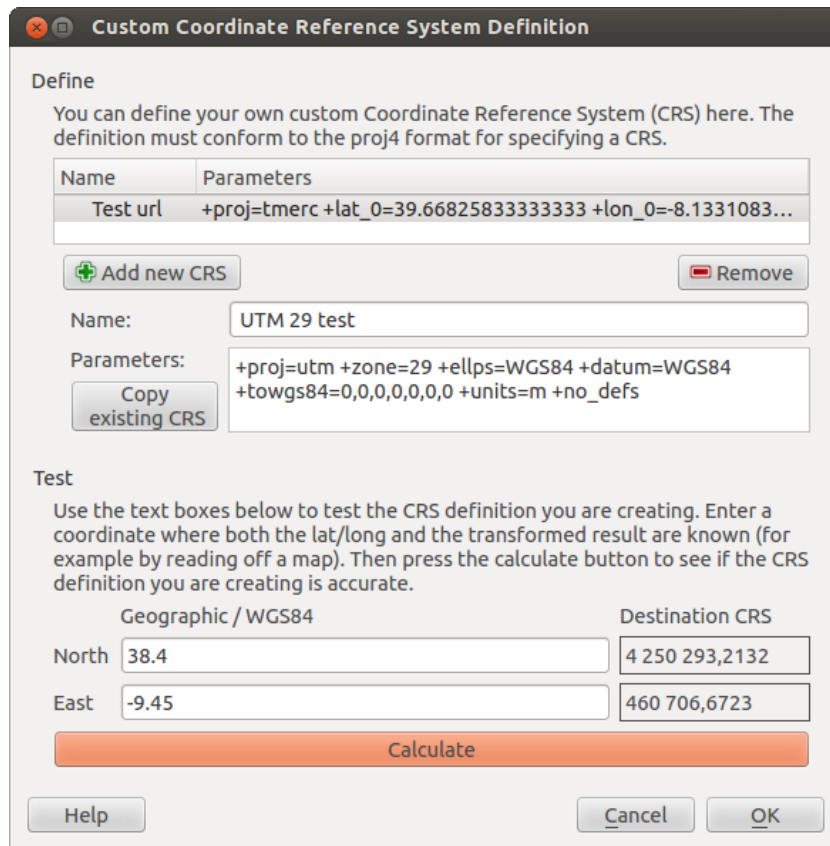 Custom Coordinate Reference System Definition
Define
You can define your own custom Coordinate Reference System (CRS) here. The
definition must conform to the proj4 format for specifying a CRS.
Name Parameters
Test url +proj=tmerc +lat_0=39.66825833333333 +lon_0=-8.1331083...
Add new CRS Remove
Name: UTM 29 test
Parameters: +proj=utm +zone=29 +ellps=WGS84 +datum=WGS84
+towgs84=0,0,0,0,0,0,0 +units=m +no_defs
Copy
existing CRS
Test
Use the text boxes below to test the CRS definition you are creating. Enter a
coordinate where both the lat/long and the transformed result are known (for
example by reading off a map). Then press the calculate button to see if the CRS
definition you are creating is accurate.
Geographic / WGS84 Destination CRS
North 38.4 4 250 293,2132
East -9.45 460 706,6723
Calculate
Help Cancel OK